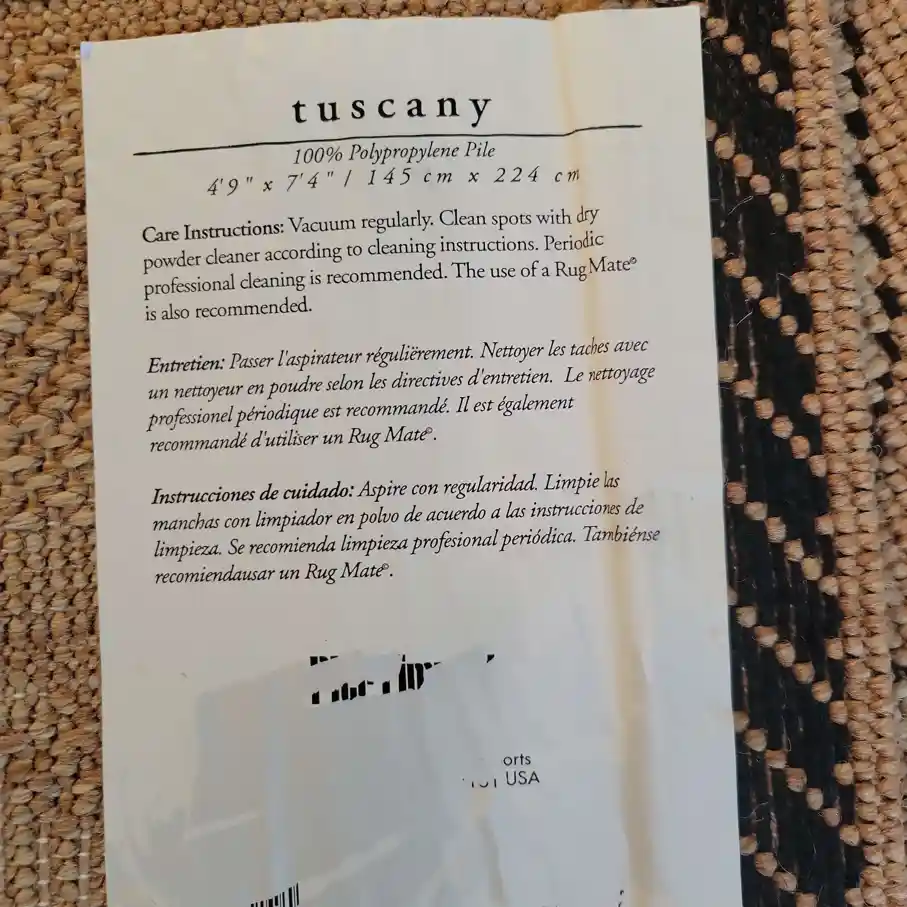 tuscany
100% Polypropylene Pile
4'9" x 7'4" / 145 cm x 224 cm
Care Instructions: Vacuum regularly. Clean spots with dry
powder cleaner according to cleaning instructions. Periodic
professional cleaning is recommended. The use of a Rug Mate®
is also recommended.
Entretien: Passer l'aspirateur régulièrement. Nettoyer les taches avec
un nettoyeur en poudre selon les directives d'entretien. Le nettoyage
professionel périodique est recommandé. Il est également
recommandé d'utiliser un Rug Mate®.
Instrucciones de cuidado: Aspire con regularidad. Limpie las
manchas con limpiador en polvo de acuerdo a las instrucciones de
limpieza. Se recomienda limpieza profesional periódica. Tambiénse
recomiendausar un Rug Mate®.
orts
USA